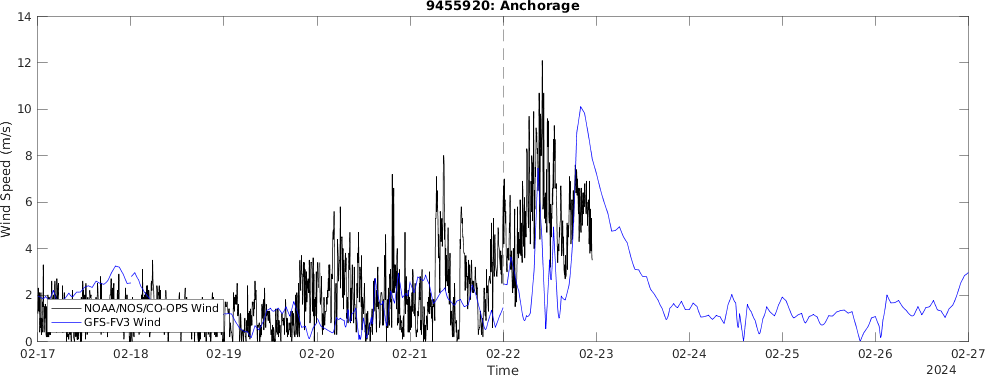 9455920: Anchorage
14
12
10
8
6
4
2
0
Wind Speed (m/s)
NOAA/NOS/CO-OPS Wind
GFS-FV3 Wind
02-17 02-18 02-19 02-20 02-21 02-22 02-23 02-24 02-25 02-26 02-27
Time
2024